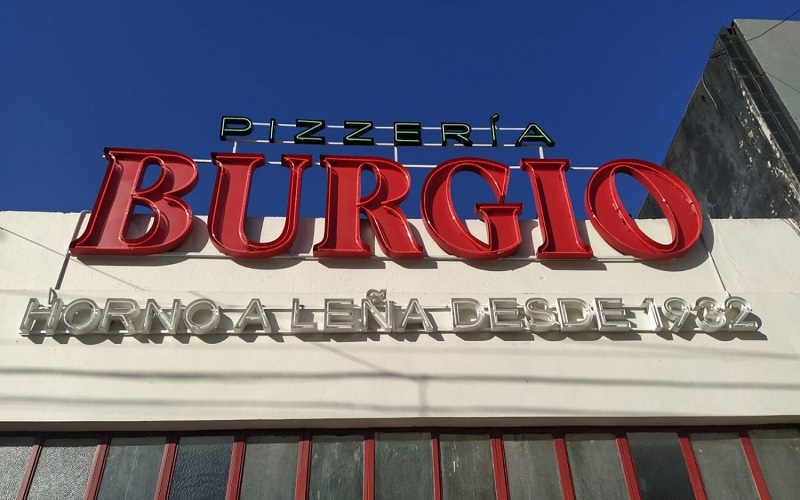 PIZZERÍA
BURGIO
HORNO A LEÑA DESDE 1932